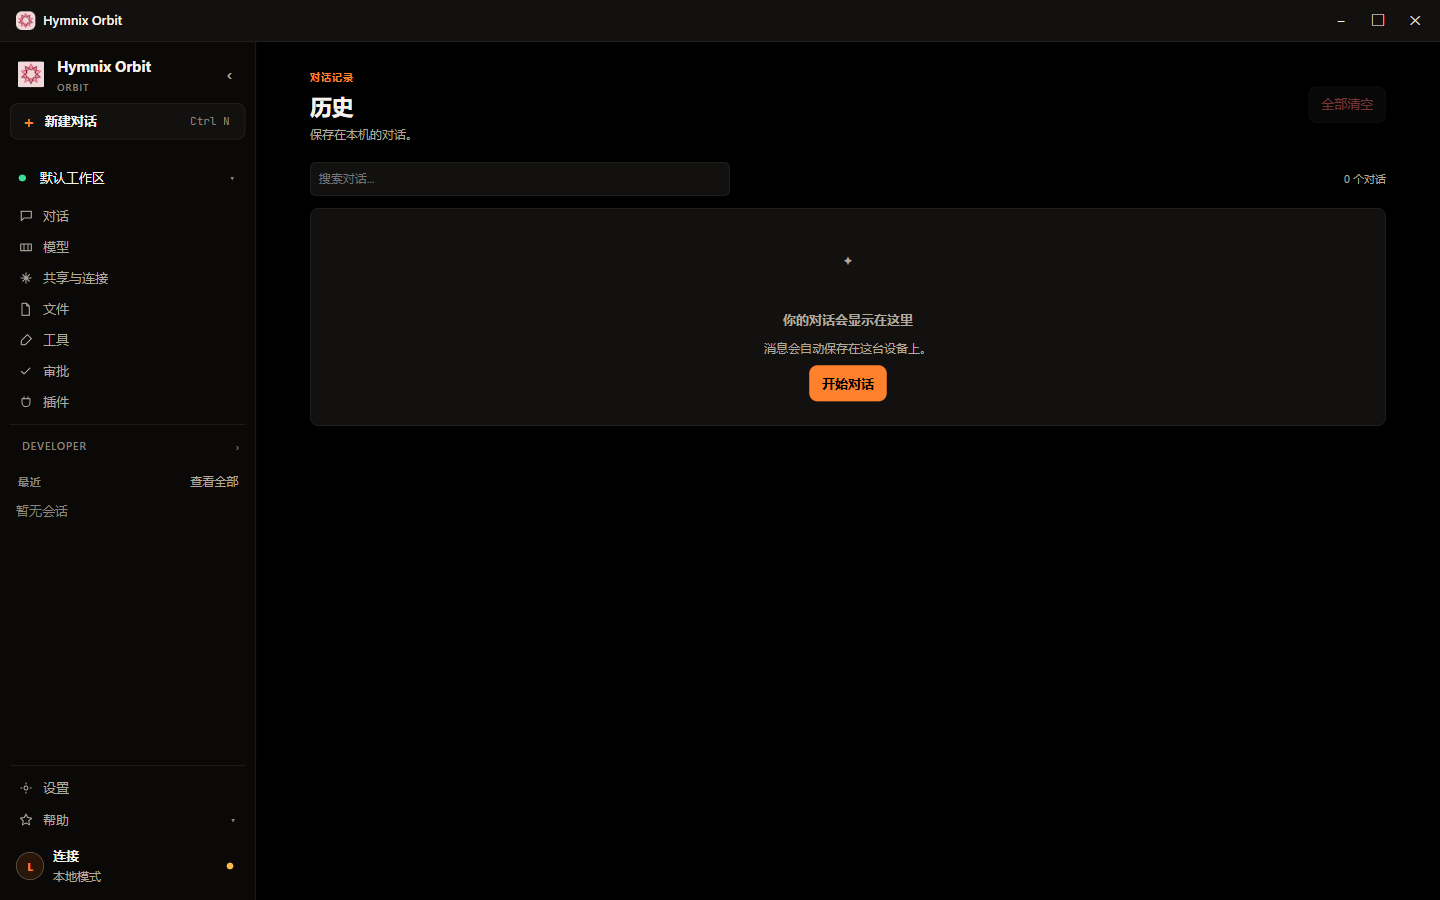 Hymnix Orbit
Hymnix Orbit
ORBIT
新建对话 Ctrl N
默认工作区
对话
模型
共享与连接
文件
工具
审批
插件
DEVELOPER
最近 查看全部
暂无会话
设置
帮助
L
连接
本地模式
对话记录
历史
保存在本机的对话。
全部清空
搜索对话...
0 个对话
你的对话会显示在这里
消息会自动保存在这台设备上。
开始对话